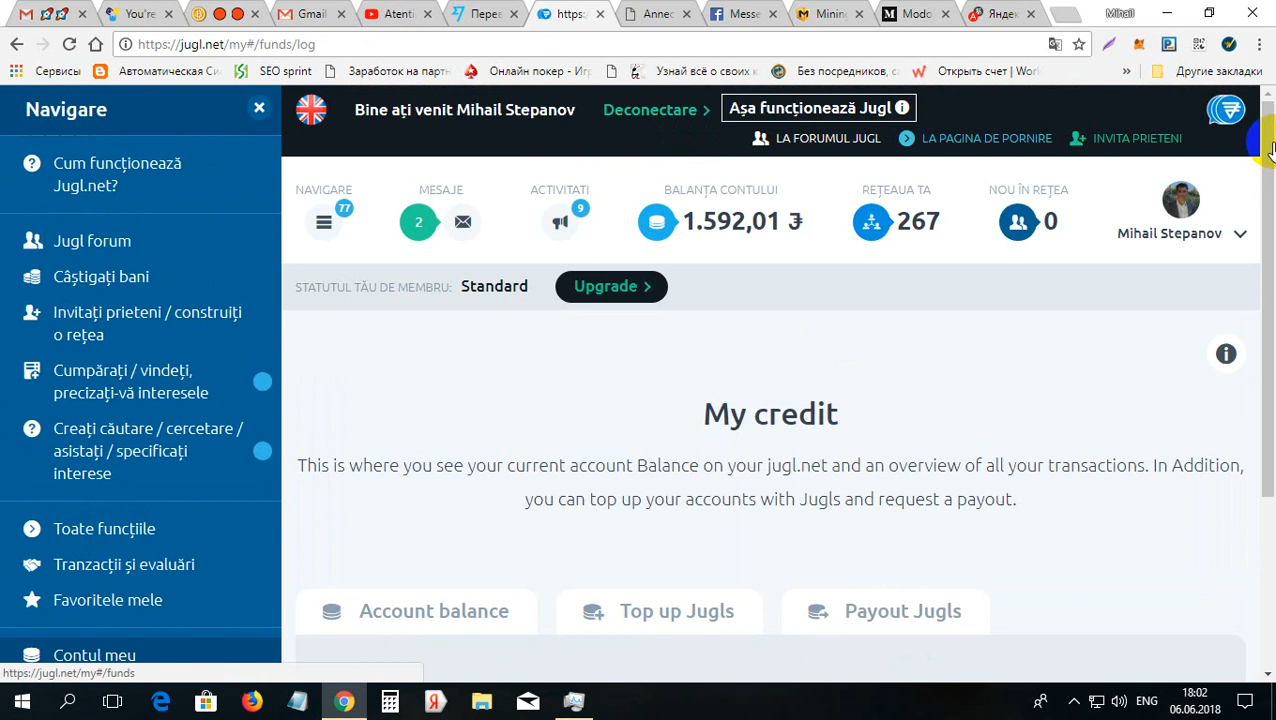 You're
Gmail
Atenti
Перев
https:
Annec
Messe
Mining
Modo
Яндек
Mihail
https://jugl.net/my#/funds/log
Сервисы
Автоматическая Си
SEO sprint
Заработок на партн
Онлайн покер - Игр
Узнай всё о своих к
Без посредников, са
Открыть счет | Worl
»
Другие закладки
Navigare
Bine ați venit Mihail Stepanov
Deconectare
Așa funcționează Jugl
LA FORUMUL JUGL
LA PAGINA DE PORNIRE
INVITA PRIETENI
Cum funcționează
Jugl.net?
Jugl forum
Câștigați bani
Invitați prieteni / construiți
o rețea
Cumpărați / vindeți,
precizați-vă interesele
Creați căutare / cercetare /
asistați / specificați
interese
Toate funcțiile
Tranzacții și evaluări
Favoritele mele
Contul meu
NAVIGARE
MESAJE
ACTIVITATI
BALANȚA CONTULUI
REȚEAUA TA
NOU ÎN REȚEA
77
2
9
1.592,01
267
0
Mihail Stepanov
STATUTUL TĂU DE MEMBRU: Standard
Upgrade
My credit
This is where you see your current account Balance on your jugl.net and an overview of all your transactions. In Addition,
you can top up your accounts with Jugls and request a payout.
Account balance
Top up Jugls
Payout Jugls
https://jugl.net/my#/funds
ENG
18:02
06.06.2018